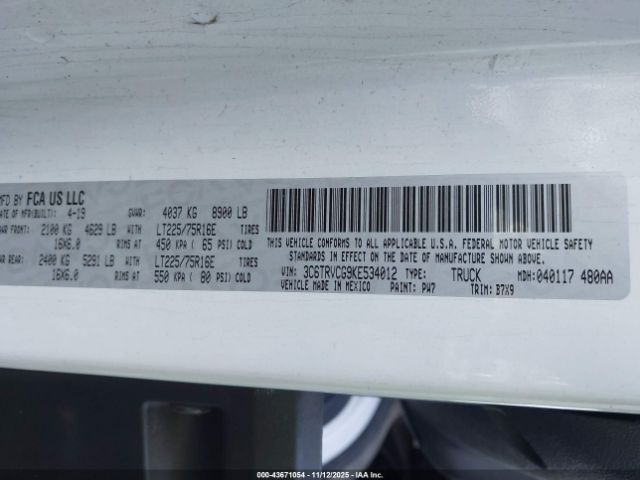 MFD BY FCA US LLC
DATE OF MFR(BUILT): 4-19 GVWR: 4037 KG 8900 LB
FRONT: 2100 KG 4629 LB WITH LT225/75R16E TIRES
16X6.0 RIMS AT 450 KPA ( 65 PSI) COLD
REAR: 2400 KG 5291 LB WITH LT225/75R16E TIRES
16X6.0 RIMS AT 550 KPA ( 80 PSI) COLD
THIS VEHICLE CONFORMS TO ALL APPLICABLE U.S.A. FEDERAL MOTOR VEHICLE SAFETY
STANDARDS IN EFFECT ON THE DATE OF MANUFACTURE SHOWN ABOVE.
VIN: 3C6TRVCG9KE534012 TYPE: TRUCK MDH: 040117 480AA
VEHICLE MADE IN MEXICO PAINT: PW7 TRIM: B7X9
000-43671054 - 11/12/2025 - IAA Inc.